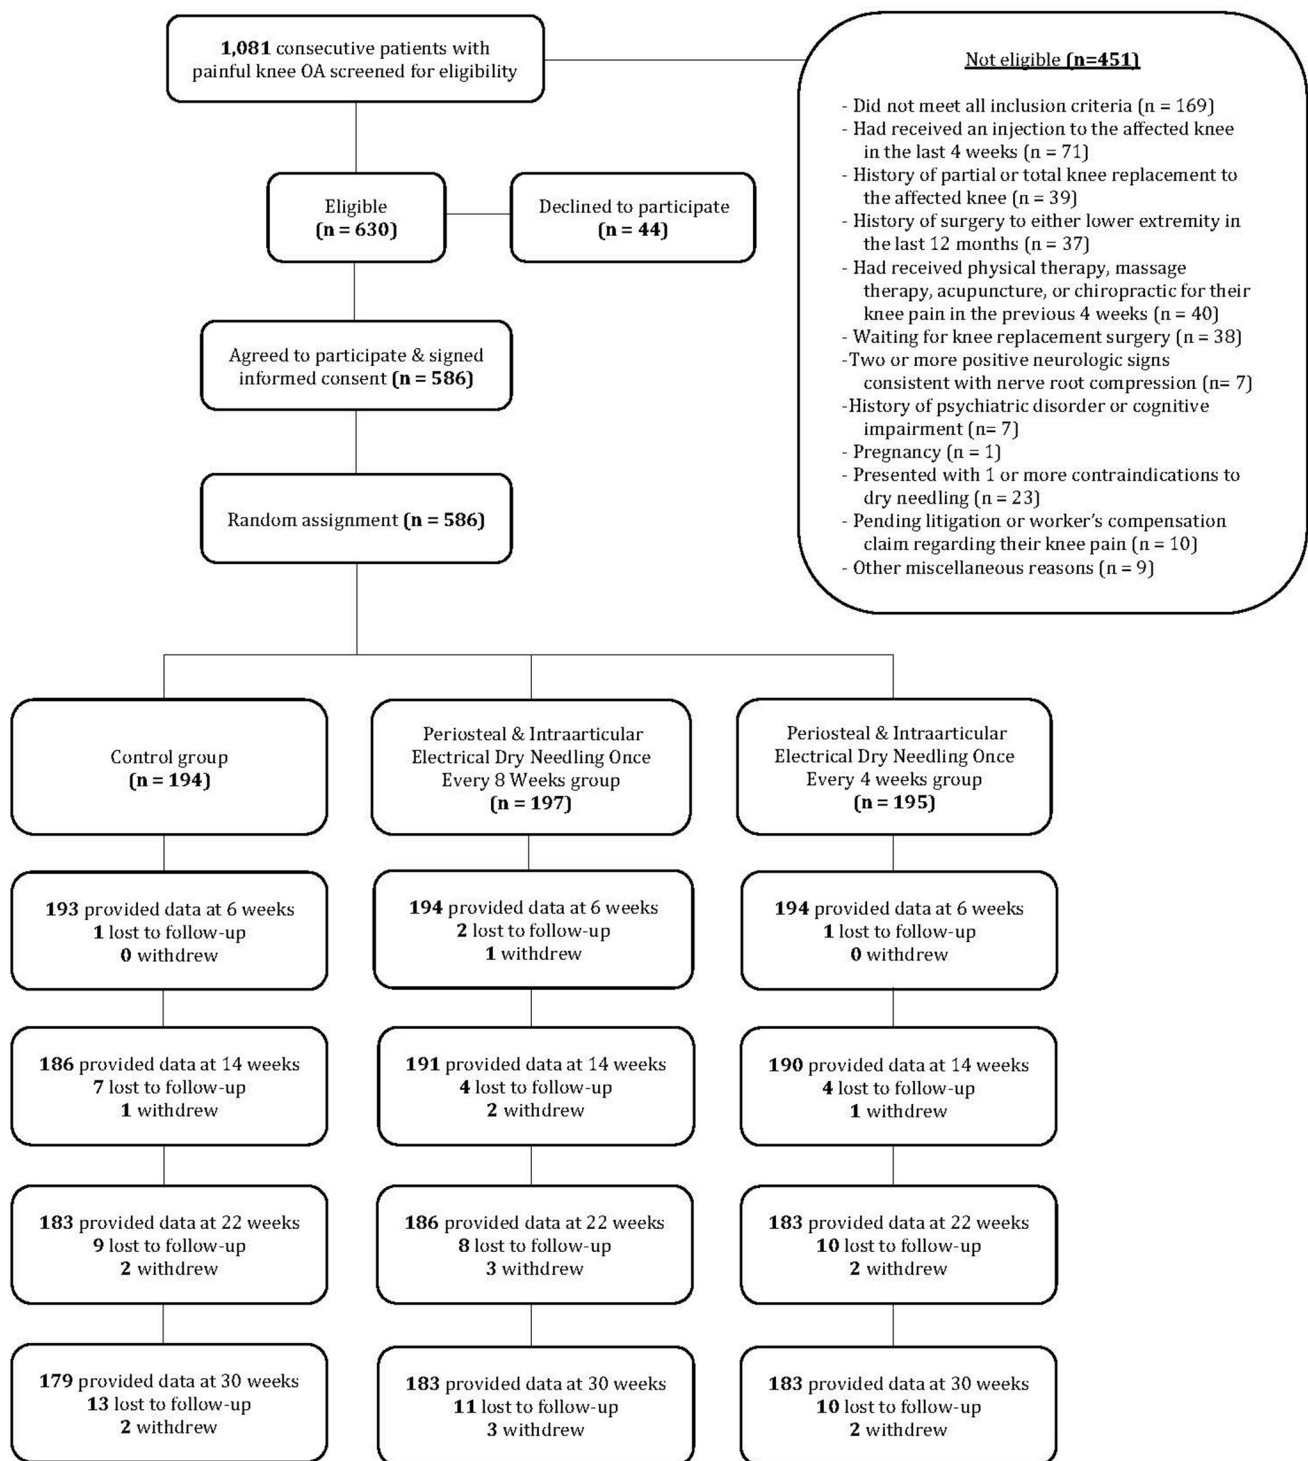 1,081 consecutive patients with
painful knee OA screened for eligibility
Not eligible (n=451)
- Did not meet all inclusion criteria (n = 169)
- Had received an injection to the affected knee
in the last 4 weeks (n = 71)
- History of partial or total knee replacement to
the affected knee (n = 39)
- History of surgery to either lower extremity in
the last 12 months (n = 37)
- Had received physical therapy, massage
therapy, acupuncture, or chiropractic for their
knee pain in the previous 4 weeks (n = 40)
- Waiting for knee replacement surgery (n = 38)
-Two or more positive neurologic signs
consistent with nerve root compression (n= 7)
-History of psychiatric disorder or cognitive
impairment (n= 7)
- Pregnancy (n = 1)
- Presented with 1 or more contraindications to
dry needling (n = 23)
- Pending litigation or worker's compensation
claim regarding their knee pain (n = 10)
- Other miscellaneous reasons (n = 9)
Eligible
(n = 630)
Declined to participate
(n = 44)
Agreed to participate & signed
informed consent (n = 586)
Random assignment (n = 586)
Control group
(n = 194)
Periosteal & Intraarticular
Electrical Dry Needling Once
Every 8 Weeks group
(n = 197)
Periosteal & Intraarticular
Electrical Dry Needling Once
Every 4 weeks group
(n = 195)
193 provided data at 6 weeks
1 lost to follow-up
0 withdrew
194 provided data at 6 weeks
2 lost to follow-up
1 withdrew
194 provided data at 6 weeks
1 lost to follow-up
0 withdrew
186 provided data at 14 weeks
7 lost to follow-up
1 withdrew
191 provided data at 14 weeks
4 lost to follow-up
2 withdrew
190 provided data at 14 weeks
4 lost to follow-up
1 withdrew
183 provided data at 22 weeks
9 lost to follow-up
2 withdrew
186 provided data at 22 weeks
8 lost to follow-up
3 withdrew
183 provided data at 22 weeks
10 lost to follow-up
2 withdrew
179 provided data at 30 weeks
13 lost to follow-up
2 withdrew
183 provided data at 30 weeks
11 lost to follow-up
3 withdrew
183 provided data at 30 weeks
10 lost to follow-up
2 withdrew